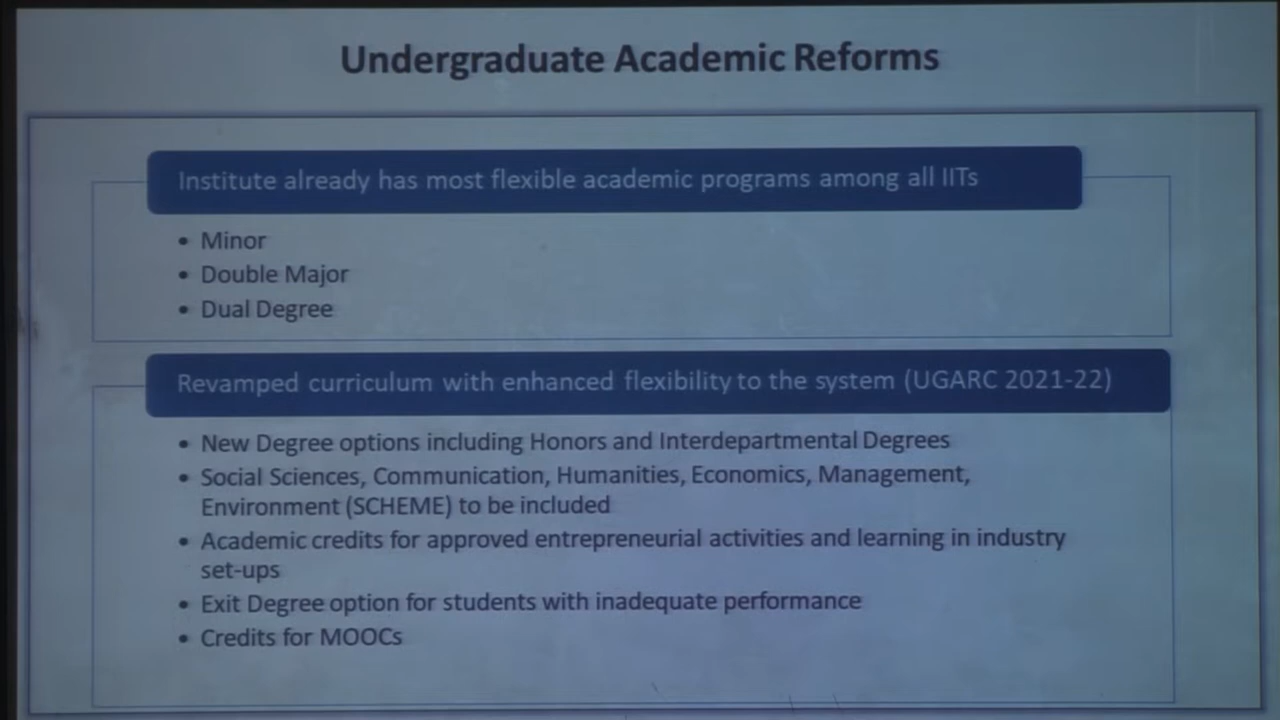 Undergraduate Academic Reforms
Institute already has most flexible academic programs among all IITs
• Minor
• Double Major
• Dual Degree
Revamped curriculum with enhanced flexibility to the system (UGARC 2021-22)
• New Degree options including Honors and Interdepartmental Degrees
• Social Sciences, Communication, Humanities, Economics, Management,
Environment (SCHEME) to be included
• Academic credits for approved entrepreneurial activities and learning in industry
set-ups
• Exit Degree option for students with inadequate performance
• Credits for MOOCs